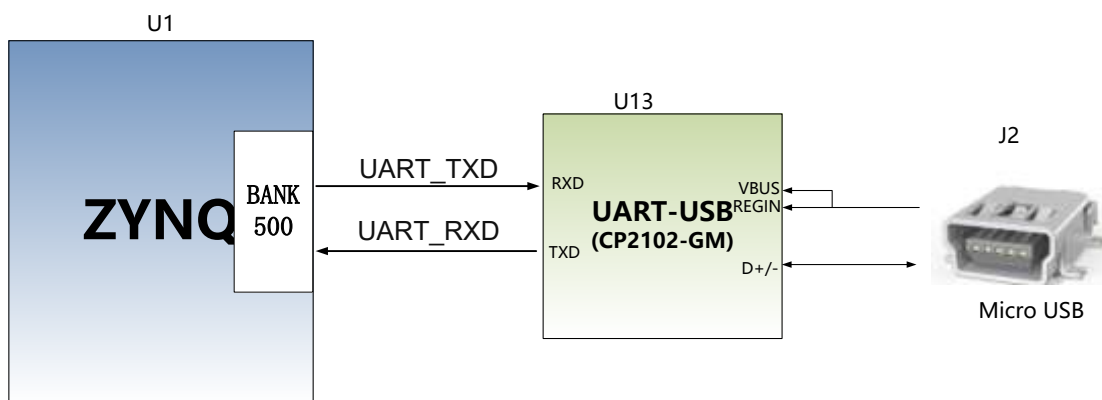 U1
U13
J2
UART_TXD
BANK
500
ZYNQ
RXD
VBUS
REGIN
UART-USB
(CP2102-GM)
UART_RXD
TXD
D+/-
Micro USB